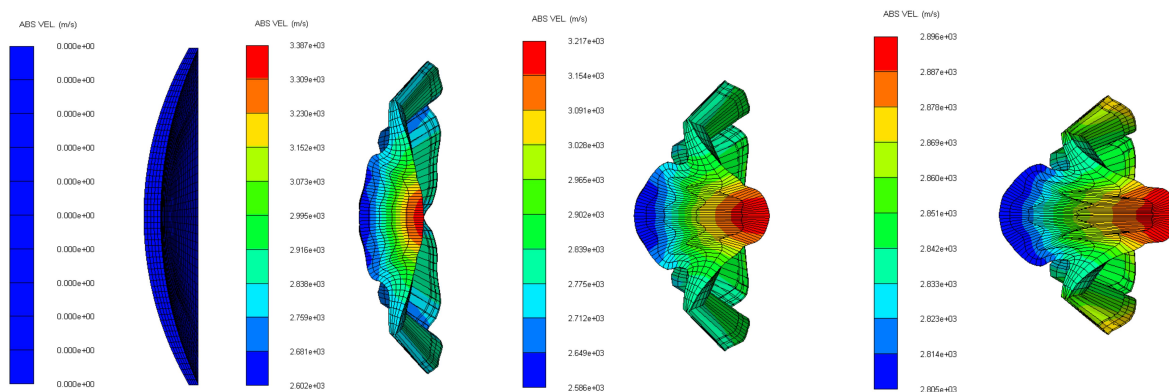 ABS VEL. (m/s)
0.000e+00
0.000e+00
0.000e+00
0.000e+00
0.000e+00
0.000e+00
0.000e+00
0.000e+00
0.000e+00
0.000e+00
0.000e+00
ABS VEL. (m/s)
3.387e+03
3.309e+03
3.230e+03
3.152e+03
3.073e+03
2.995e+03
2.916e+03
2.838e+03
2.759e+03
2.681e+03
2.602e+03
ABS VEL. (m/s)
3.217e+03
3.154e+03
3.091e+03
3.028e+03
2.965e+03
2.902e+03
2.839e+03
2.775e+03
2.712e+03
2.649e+03
2.586e+03
ABS VEL. (m/s)
2.896e+03
2.887e+03
2.878e+03
2.869e+03
2.860e+03
2.851e+03
2.842e+03
2.833e+03
2.823e+03
2.814e+03
2.805e+03